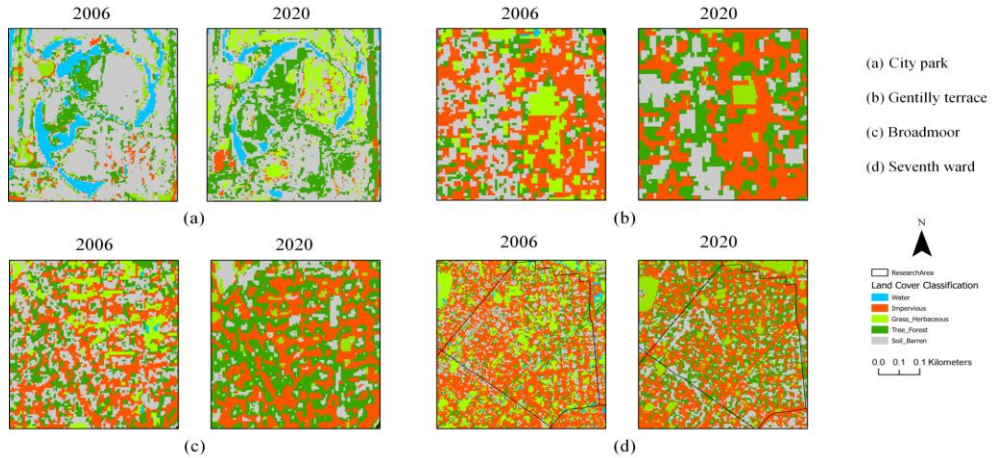 2006
2020
2006
2020
(a) City park
(b) Gentilly terrace
(c) Broadmoor
(d) Seventh ward
(a)
(b)
2006
2020
2006
2020
N
ResearchArea
Land Cover Classification
Water
Impervious
Grass_Herbaceous
Tree_Forest
Soil_Barren
0.0 0.1 0.1 Kilometers
(c)
(d)